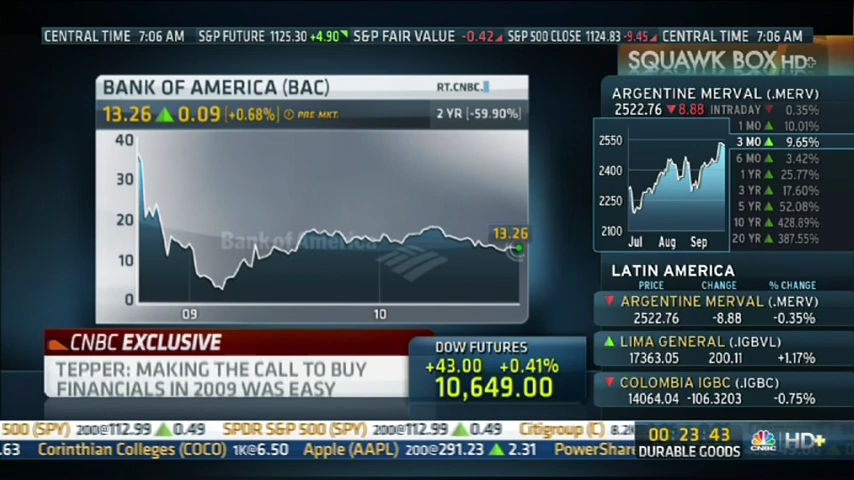 CENTRAL TIME 7:06 AM S&P FUTURE 1125.30 +4.90 S&P FAIR VALUE -0.42 S&P 500 CLOSE 1124.83 -9.45 CENTRAL TIME 7:06 AM
SQUAWK BOX HD+
BANK OF AMERICA (BAC) RT.CNBC.
13.26 0.09 [+0.68%] PRE MKT. 2 YR [-59.90%]
40
30
20
10
0
Bank of America
13.26
09 10
ARGENTINE MERVAL (.MERV)
2522.76 8.88 INTRADAY 0.35%
1 MO 10.01%
3 MO 9.65%
6 MO 3.42%
1 YR 25.77%
3 YR 17.60%
5 YR 52.08%
10 YR 428.89%
20 YR 387.55%
2550
2400
2250
2100
Jul Aug Sep
LATIN AMERICA
PRICE CHANGE % CHANGE
ARGENTINE MERVAL (.MERV)
2522.76 -8.88 -0.35%
LIMA GENERAL (.IGBVL)
17363.05 200.11 +1.17%
COLOMBIA IGBC (.IGBC)
14064.04 -106.3203 -0.75%
CNBC EXCLUSIVE
TEPPER: MAKING THE CALL TO BUY
FINANCIALS IN 2009 WAS EASY
DOW FUTURES
+43.00 +0.41%
10,649.00
500 (SPY) 200@112.99 0.49 SPDR S&P 500 (SPY) 200@112.99 0.49 Citigroup (C) 8.2
.63 Corinthian Colleges (COCO) 1K@6.50 Apple (AAPL) 200@291.23 2.31 PowerShare
00:23:43
DURABLE GOODS
CNBC HD+